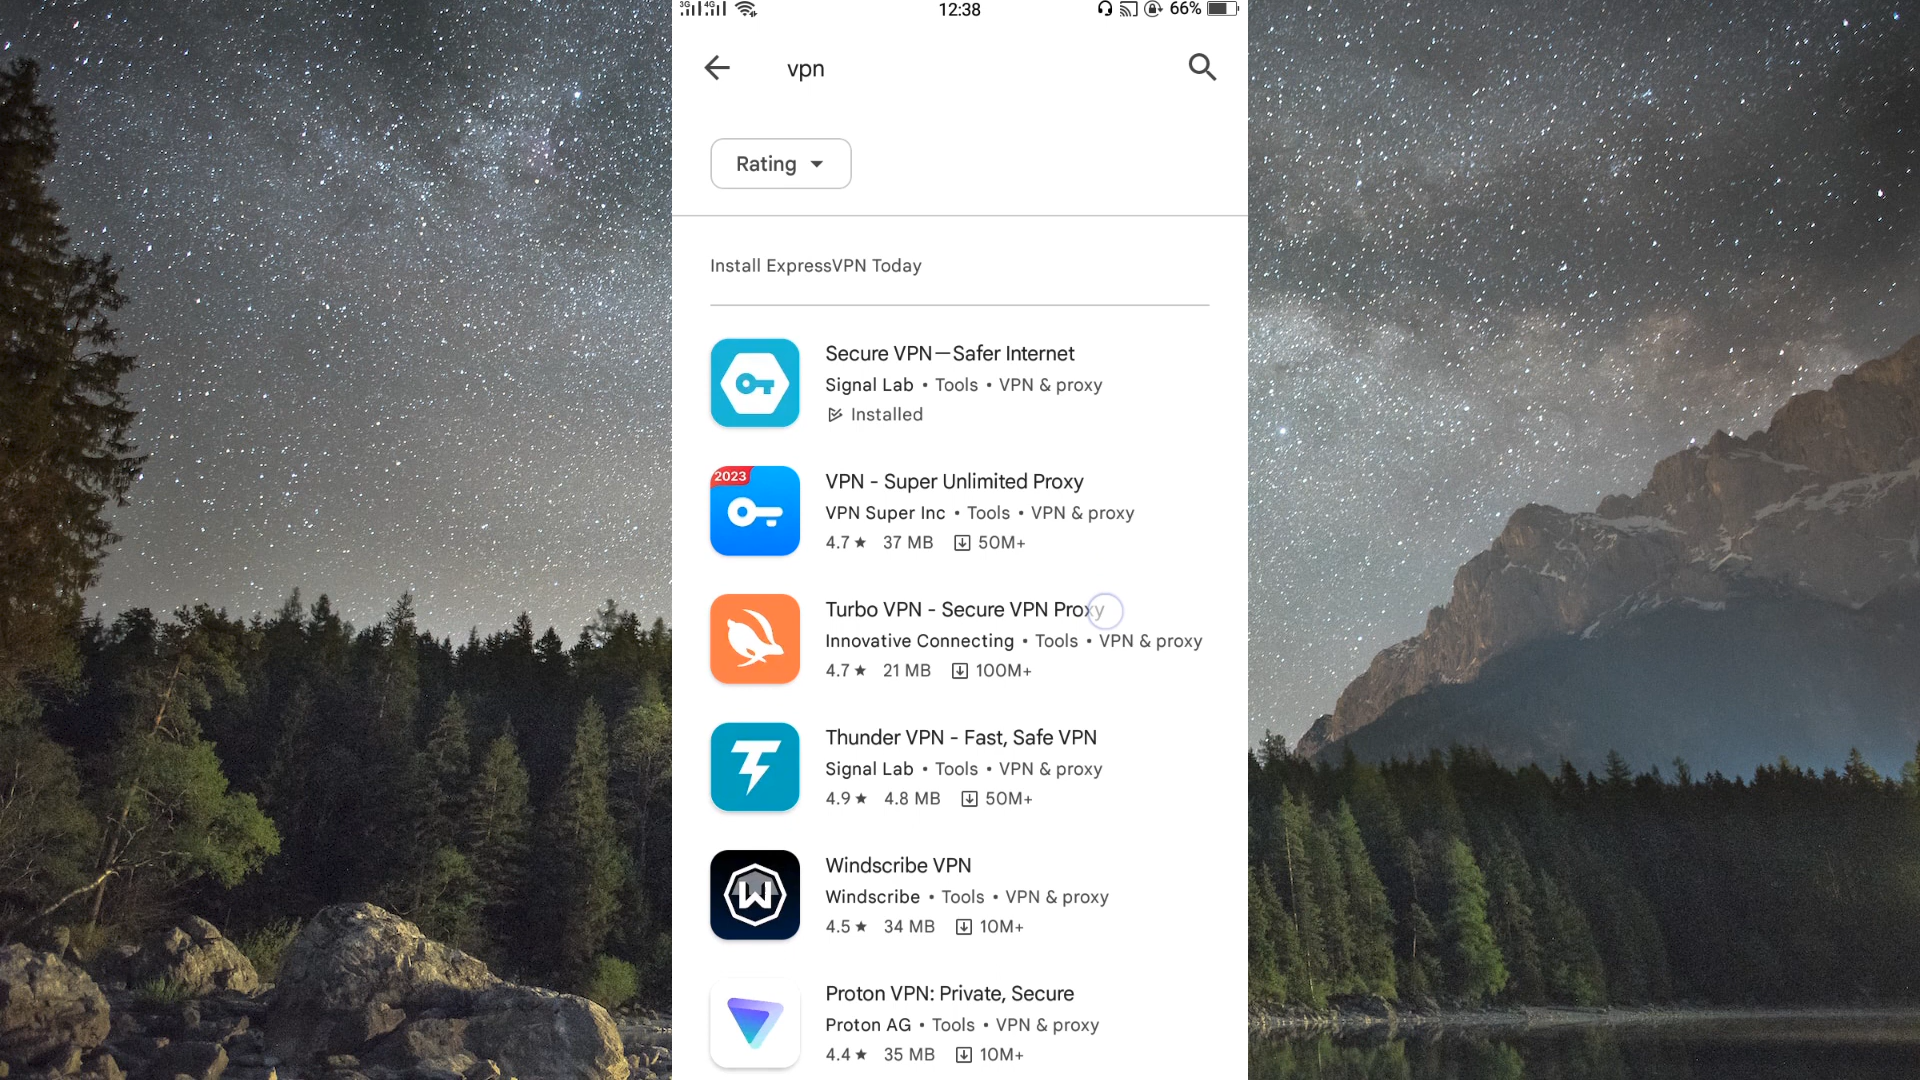 3G 4G 12:38 66%
vpn
Rating
Install ExpressVPN Today
Secure VPN—Safer Internet
Signal Lab • Tools • VPN & proxy
Installed
2023
VPN - Super Unlimited Proxy
VPN Super Inc • Tools • VPN & proxy
4.7★ 37 MB 50M+
Turbo VPN - Secure VPN Proxy
Innovative Connecting • Tools • VPN & proxy
4.7★ 21 MB 100M+
Thunder VPN - Fast, Safe VPN
Signal Lab • Tools • VPN & proxy
4.9★ 4.8 MB 50M+
W
Windscribe VPN
Windscribe • Tools • VPN & proxy
4.5★ 34 MB 10M+
Proton VPN: Private, Secure
Proton AG • Tools • VPN & proxy
4.4★ 35 MB 10M+